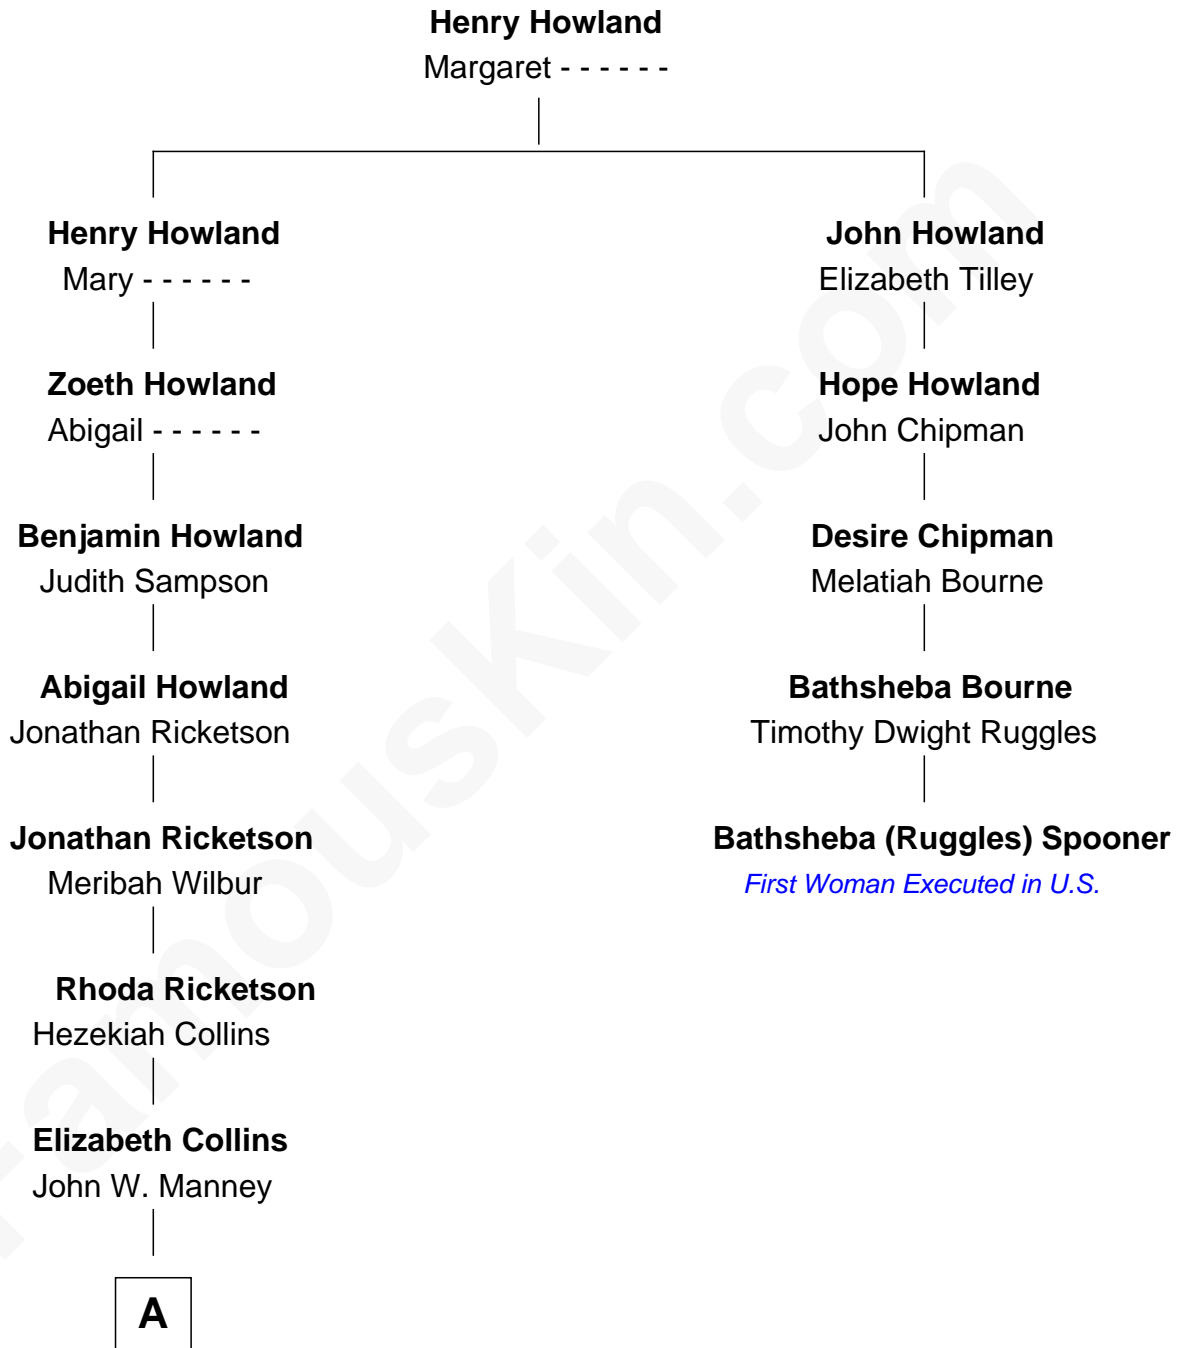 Henry Howland
Margaret - - - - - -
Henry Howland
Mary - - - - - -
Zoeth Howland
Abigail - - - - - -
Benjamin Howland
Judith Sampson
Abigail Howland
Jonathan Ricketson
Jonathan Ricketson
Meribah Wilbur
Rhoda Ricketson
Hezekiah Collins
Elizabeth Collins
John W. Manney
A
John Howland
Elizabeth Tilley
Hope Howland
John Chipman
Desire Chipman
Melatiah Bourne
Bathsheba Bourne
Timothy Dwight Ruggles
Bathsheba (Ruggles) Spooner
First Woman Executed in U.S.
FamousKin.com